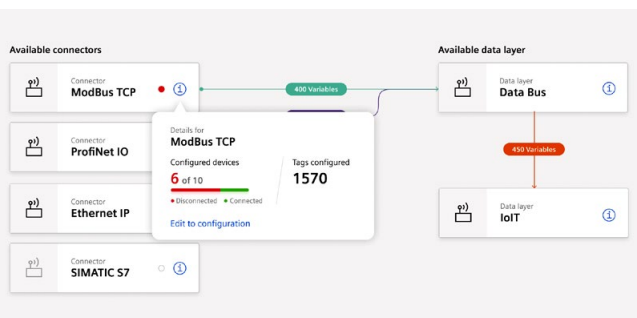 Available connectors
Available data layer
Connector
ModBus TCP
400 Variables
Data layer
Data Bus
Details for
ModBus TCP
Configured devices
6 of 10
Disconnected
Connected
Tags configured
1570
Edit to configuration
Connector
ProfiNet IO
450 Variables
Connector
Ethernet IP
Data layer
IoIT
Connector
SIMATIC S7